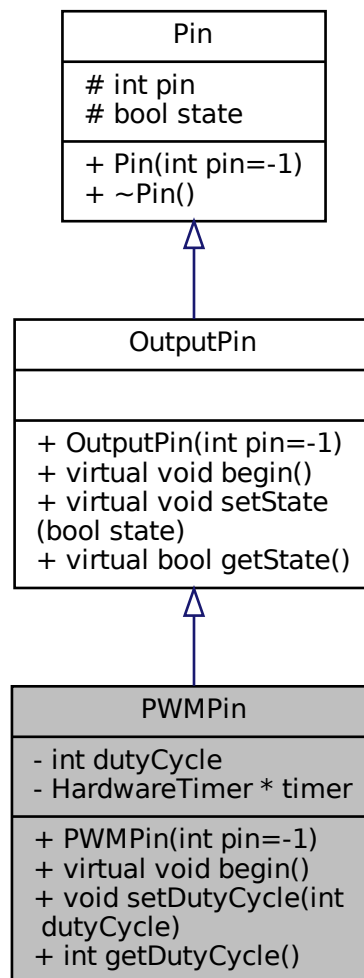 Pin
# int pin
# bool state
+ Pin(int pin=-1)
+ ~Pin()
OutputPin
+ OutputPin(int pin=-1)
+ virtual void begin()
+ virtual void setState
(bool state)
+ virtual bool getState()
PWMPin
- int dutyCycle
- HardwareTimer * timer
+ PWMPin(int pin=-1)
+ virtual void begin()
+ void setDutyCycle(int
dutyCycle)
+ int getDutyCycle()